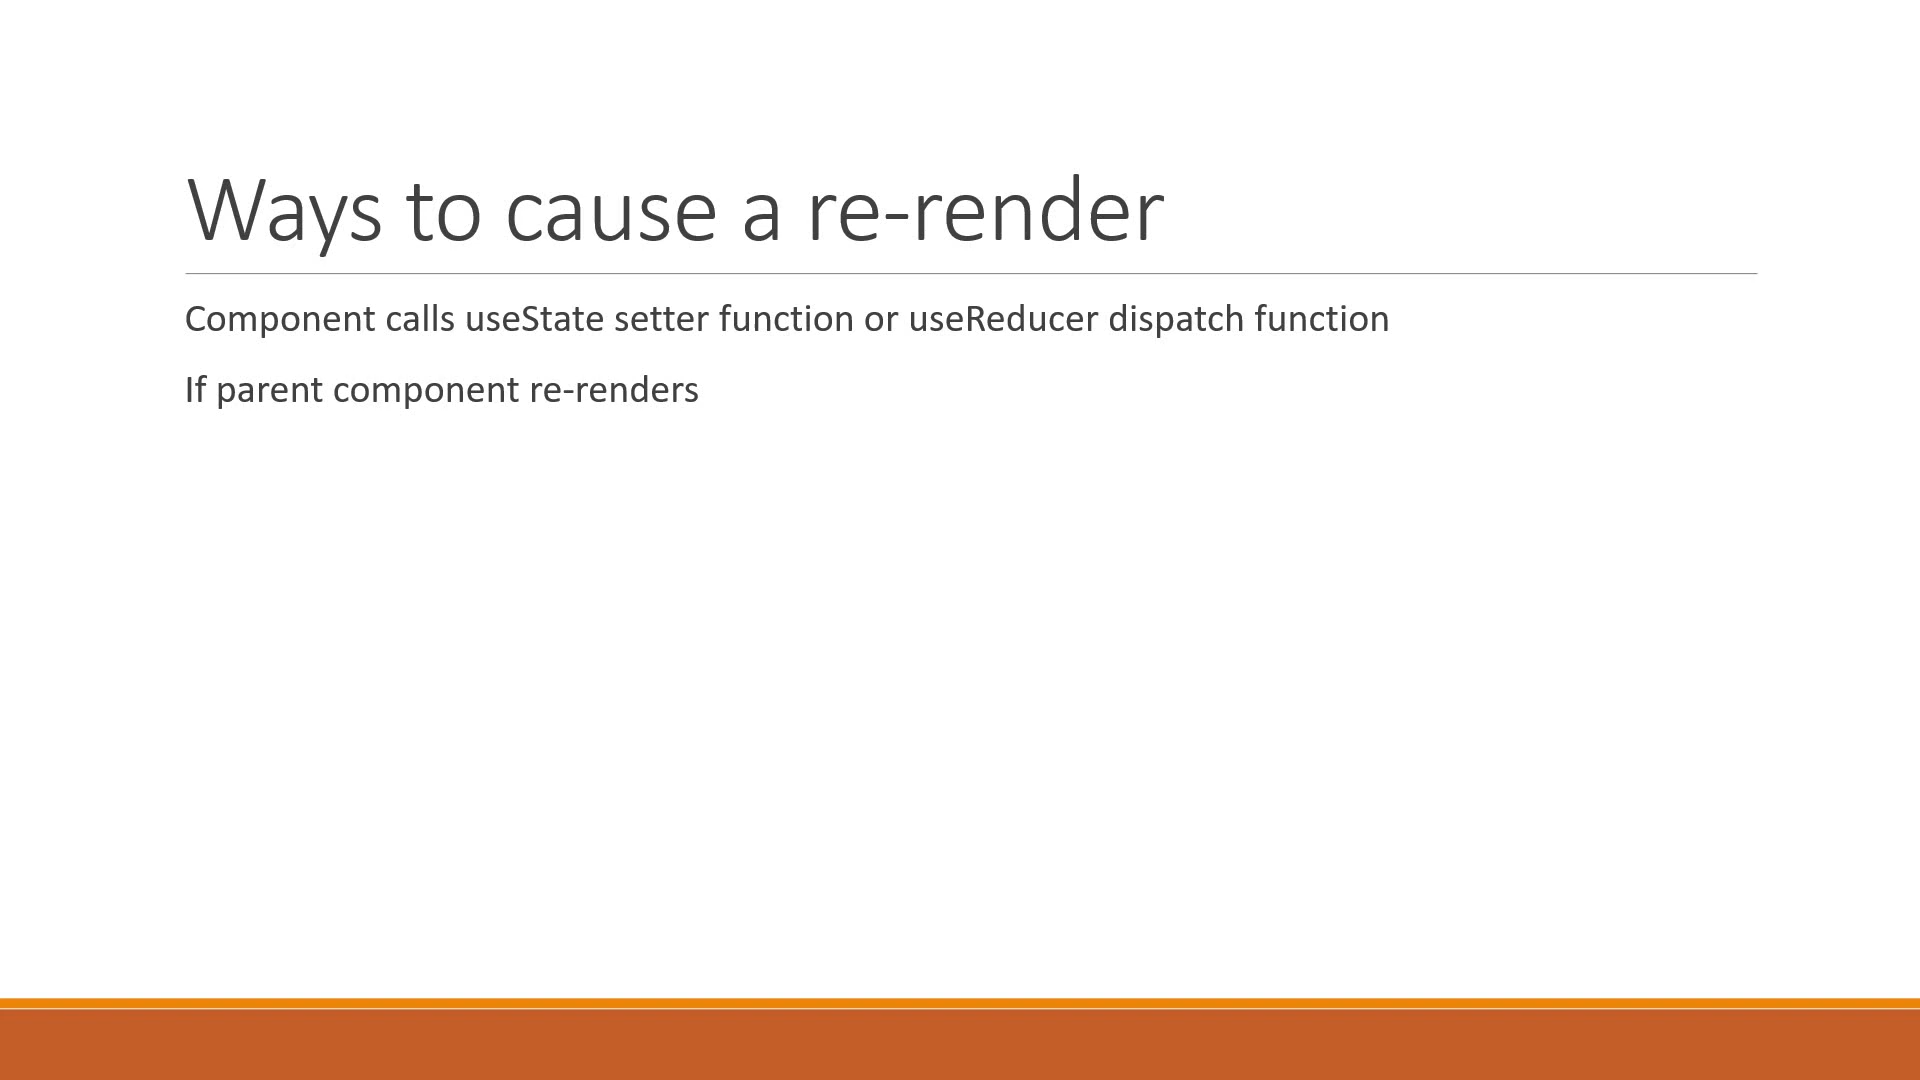 Ways to cause a re-render
Component calls useState setter function or useReducer dispatch function
If parent component re-renders